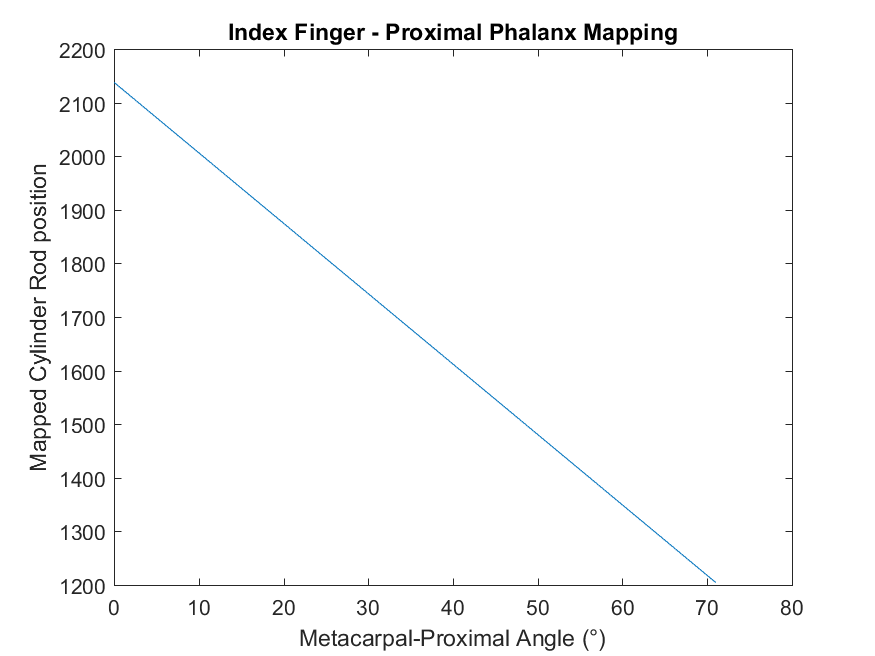 Index Finger - Proximal Phalanx Mapping
2200
2100
2000
1900
1800
1700
1600
1500
1400
1300
1200
Mapped Cylinder Rod position
0 10 20 30 40 50 60 70 80
Metacarpal-Proximal Angle (°)